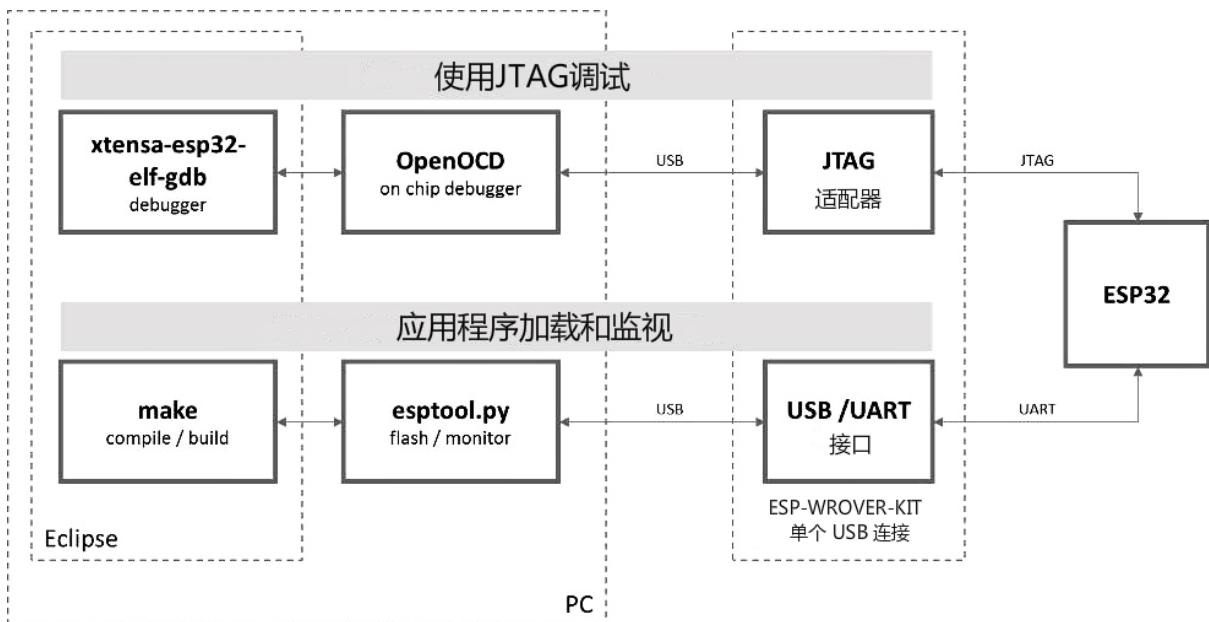 使用JTAG调试
xtensa-esp32-
elf-gdb
debugger
OpenOCD
on chip debugger
USB
JTAG
适配器
JTAG
ESP32
应用程序加载和监视
make
compile / build
esptool.py
flash / monitor
USB
USB /UART
接口
UART
ESP-WROVER-KIT
单个 USB 连接
Eclipse
PC